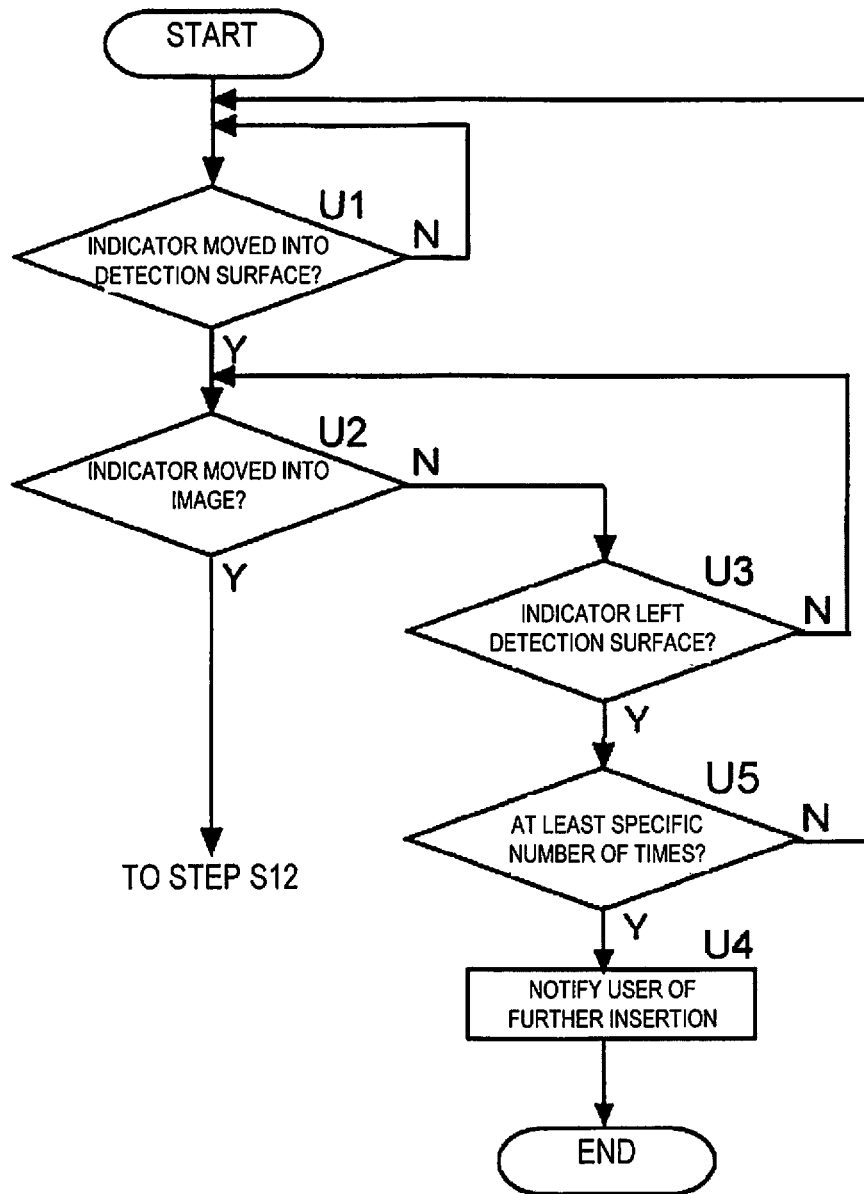 START
U1
INDICATOR MOVED INTO
DETECTION SURFACE?
N
Y
U2
INDICATOR MOVED INTO
IMAGE?
N
Y
U3
INDICATOR LEFT
DETECTION SURFACE?
N
Y
U5
AT LEAST SPECIFIC
NUMBER OF TIMES?
N
Y
TO STEP S12
U4
NOTIFY USER OF
FURTHER INSERTION
END